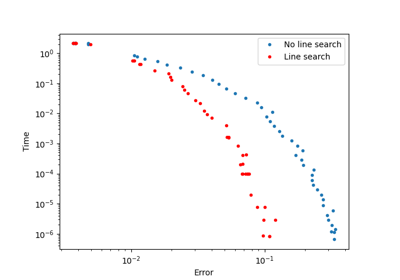 No line search
Line search
Time
10⁰
10⁻¹
10⁻²
10⁻³
10⁻⁴
10⁻⁵
10⁻⁶
10⁻²
10⁻¹
Error